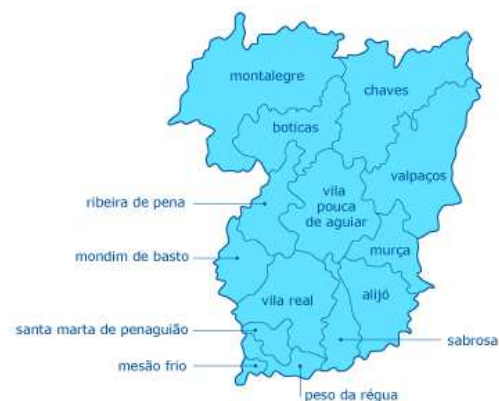 montalegre
chaves
boticas
valpaços
ribeira de pena
vila
pouca
de aguiar
mondim de basto
murça
vila real
alijó
santa marta de penaguião
sabrosa
mesão frio
peso da régua